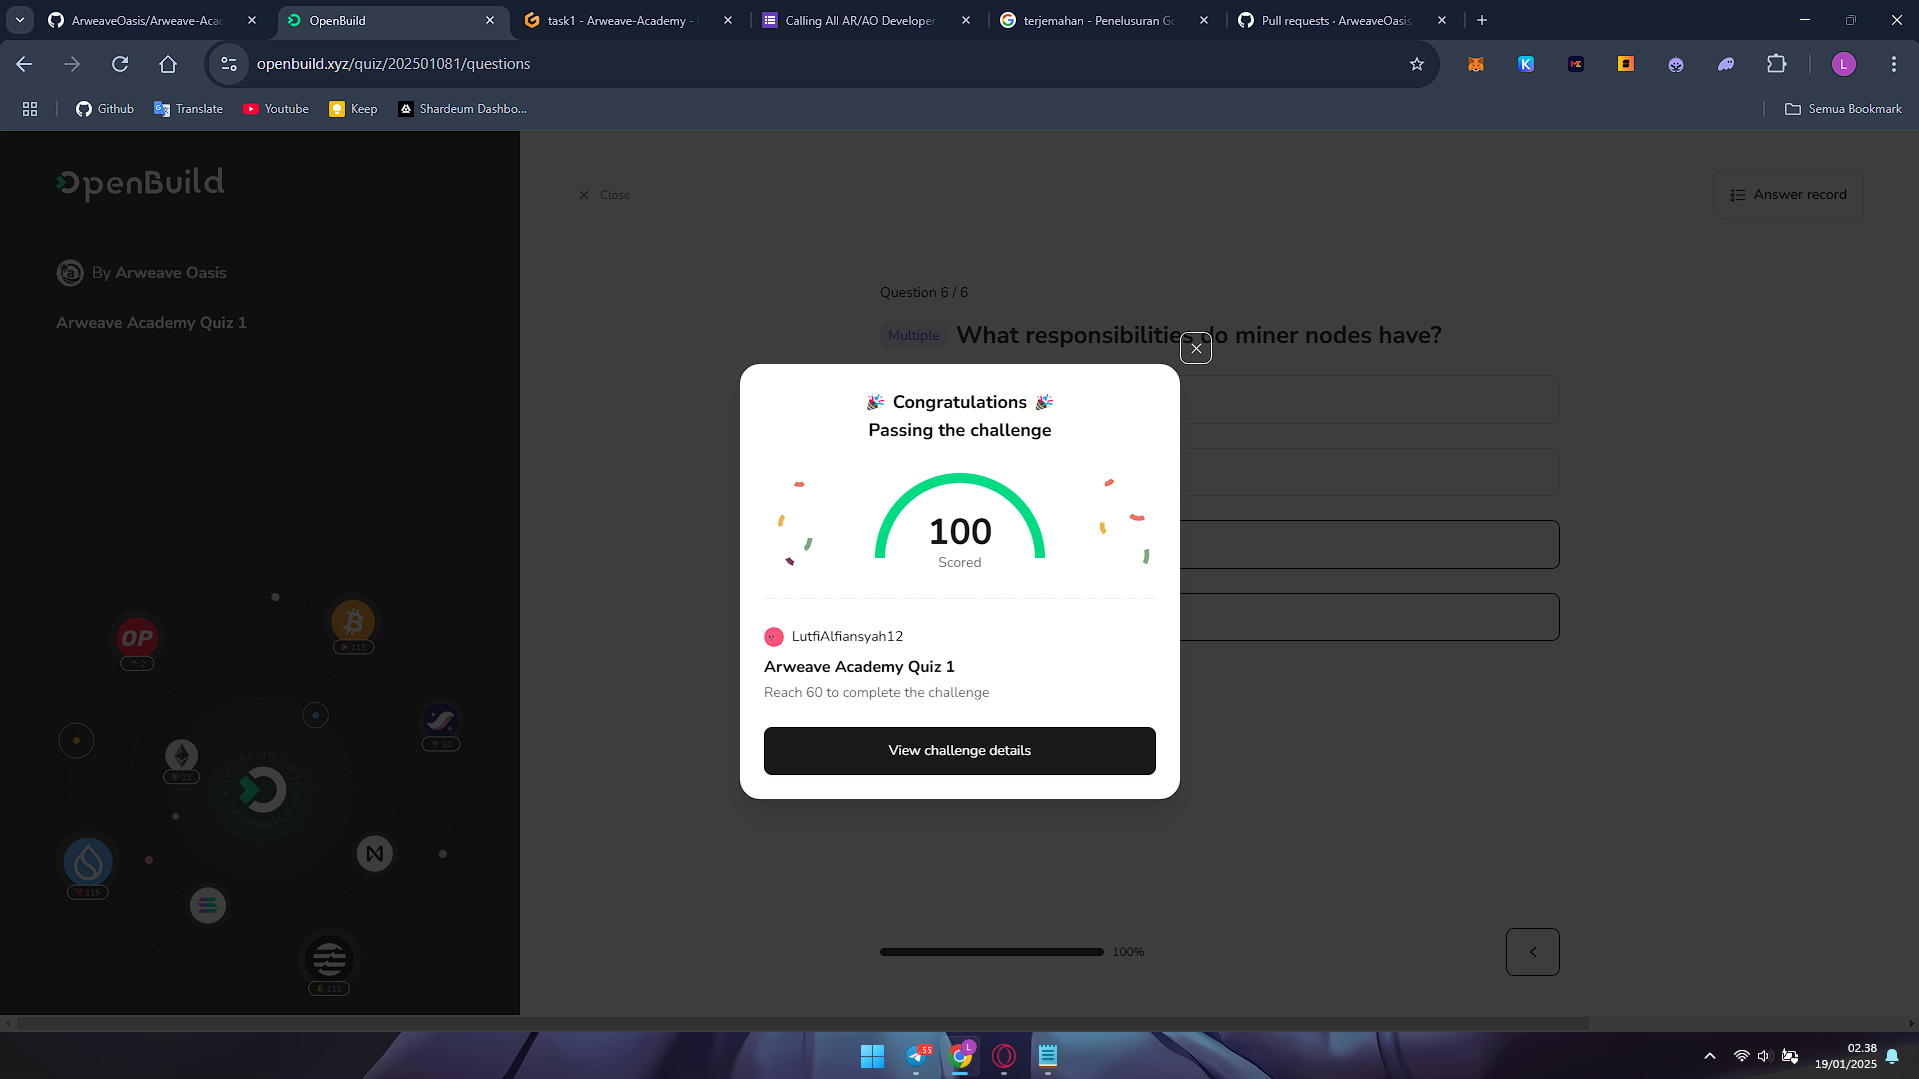 ArweaveOasis/Arweave-Aca
OpenBuild
task1 - Arweave-Academy -
Calling All AR/AO Developer
terjemahan - Penelusuran Go
Pull requests · ArweaveOasis
openbuild.xyz/quiz/202501081/questions
L
Github
Translate
Youtube
Keep
Shardeum Dashbo...
Semua Bookmark
OpenBuild
Close
Answer record
By Arweave Oasis
Arweave Academy Quiz 1
Question 6 / 6
Multiple
What responsibilities do miner nodes have?
🎉 Congratulations 🎉
Passing the challenge
100
Scored
LutfiAlfiansyah12
Arweave Academy Quiz 1
Reach 60 to complete the challenge
View challenge details
OP
2
115
32
22
115
115
100%
55
L
02.38
19/01/2025